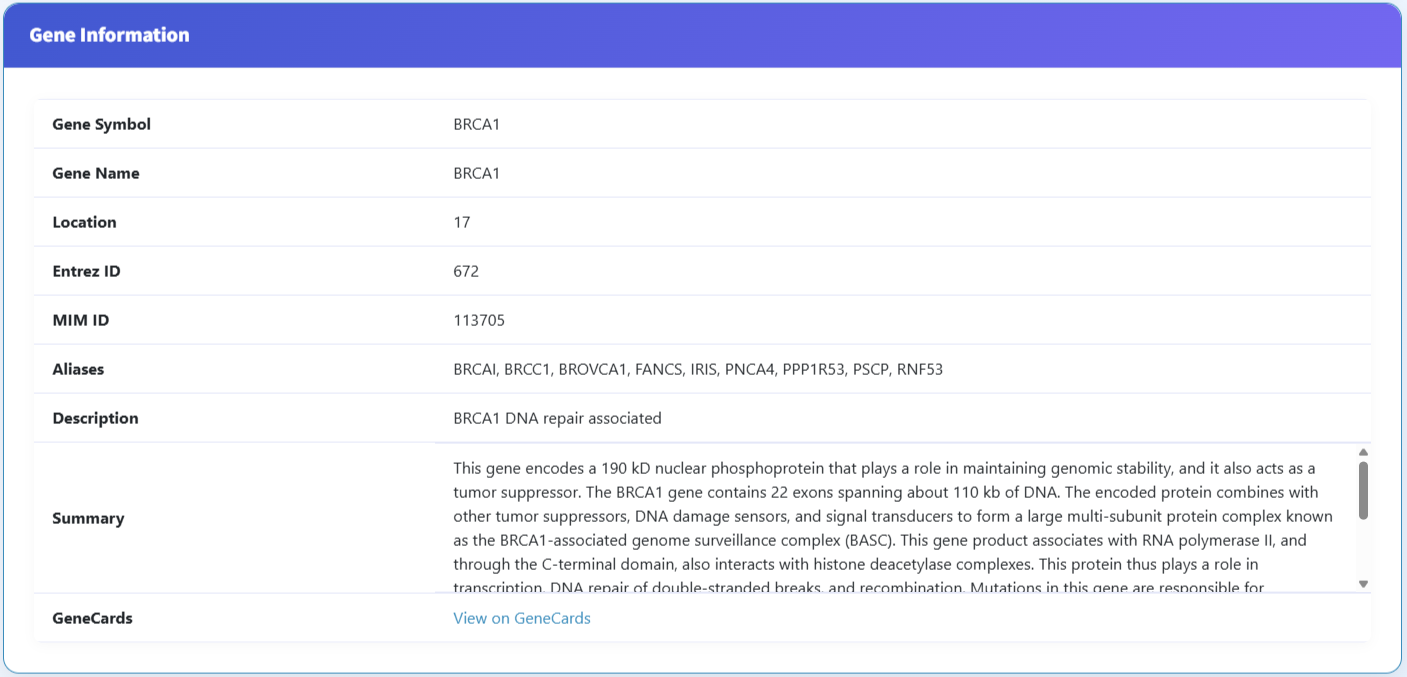 Gene Information
Gene Symbol BRCA1
Gene Name BRCA1
Location 17
Entrez ID 672
MIM ID 113705
Aliases BRCAI, BRCC1, BROVCA1, FANCS, IRIS, PNCA4, PPP1R53, PSCP, RNF53
Description BRCA1 DNA repair associated
Summary
This gene encodes a 190 kD nuclear phosphoprotein that plays a role in maintaining genomic stability, and it also acts as a
tumor suppressor. The BRCA1 gene contains 22 exons spanning about 110 kb of DNA. The encoded protein combines with
other tumor suppressors, DNA damage sensors, and signal transducers to form a large multi-subunit protein complex known
as the BRCA1-associated genome surveillance complex (BASC). This gene product associates with RNA polymerase II, and
through the C-terminal domain, also interacts with histone deacetylase complexes. This protein thus plays a role in
transcription, DNA repair of double-stranded breaks, and recombination. Mutations in this gene are responsible for
GeneCards View on GeneCards